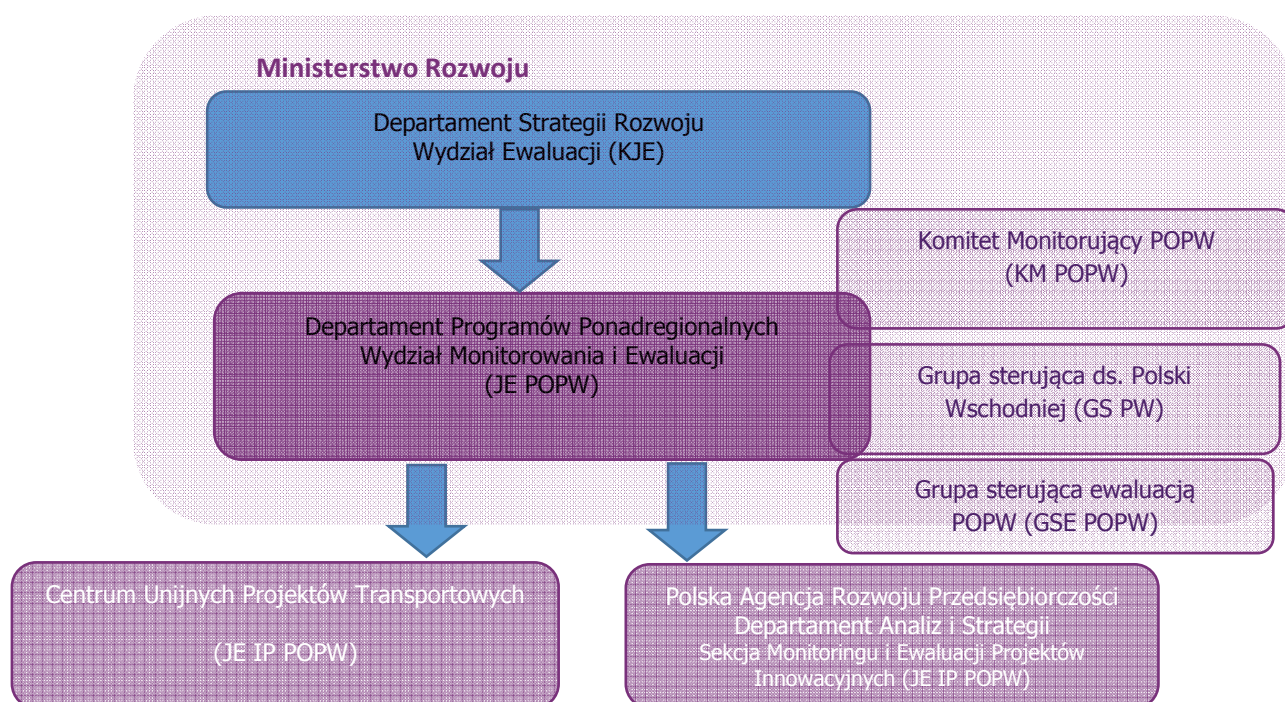 Ministerstwo Rozwoju
Departament Strategii Rozwoju
Wydział Ewaluacji (KJE)
Komitet Monitorujący POPW
(KM POPW)
Departament Programów Ponadregionalnych
Wydział Monitorowania i Ewaluacji
(JE POPW)
Grupa sterująca ds. Polski
Wschodniej (GS PW)
Grupa sterująca ewaluacją
POPW (GSE POPW)
Centrum Unijnych Projektów Transportowych
(JE IP POPW)
Polska Agencja Rozwoju Przedsiębiorczości
Departament Analiz i Strategii
Sekcja Monitoringu i Ewaluacji Projektów
Innowacyjnych (JE IP POPW)